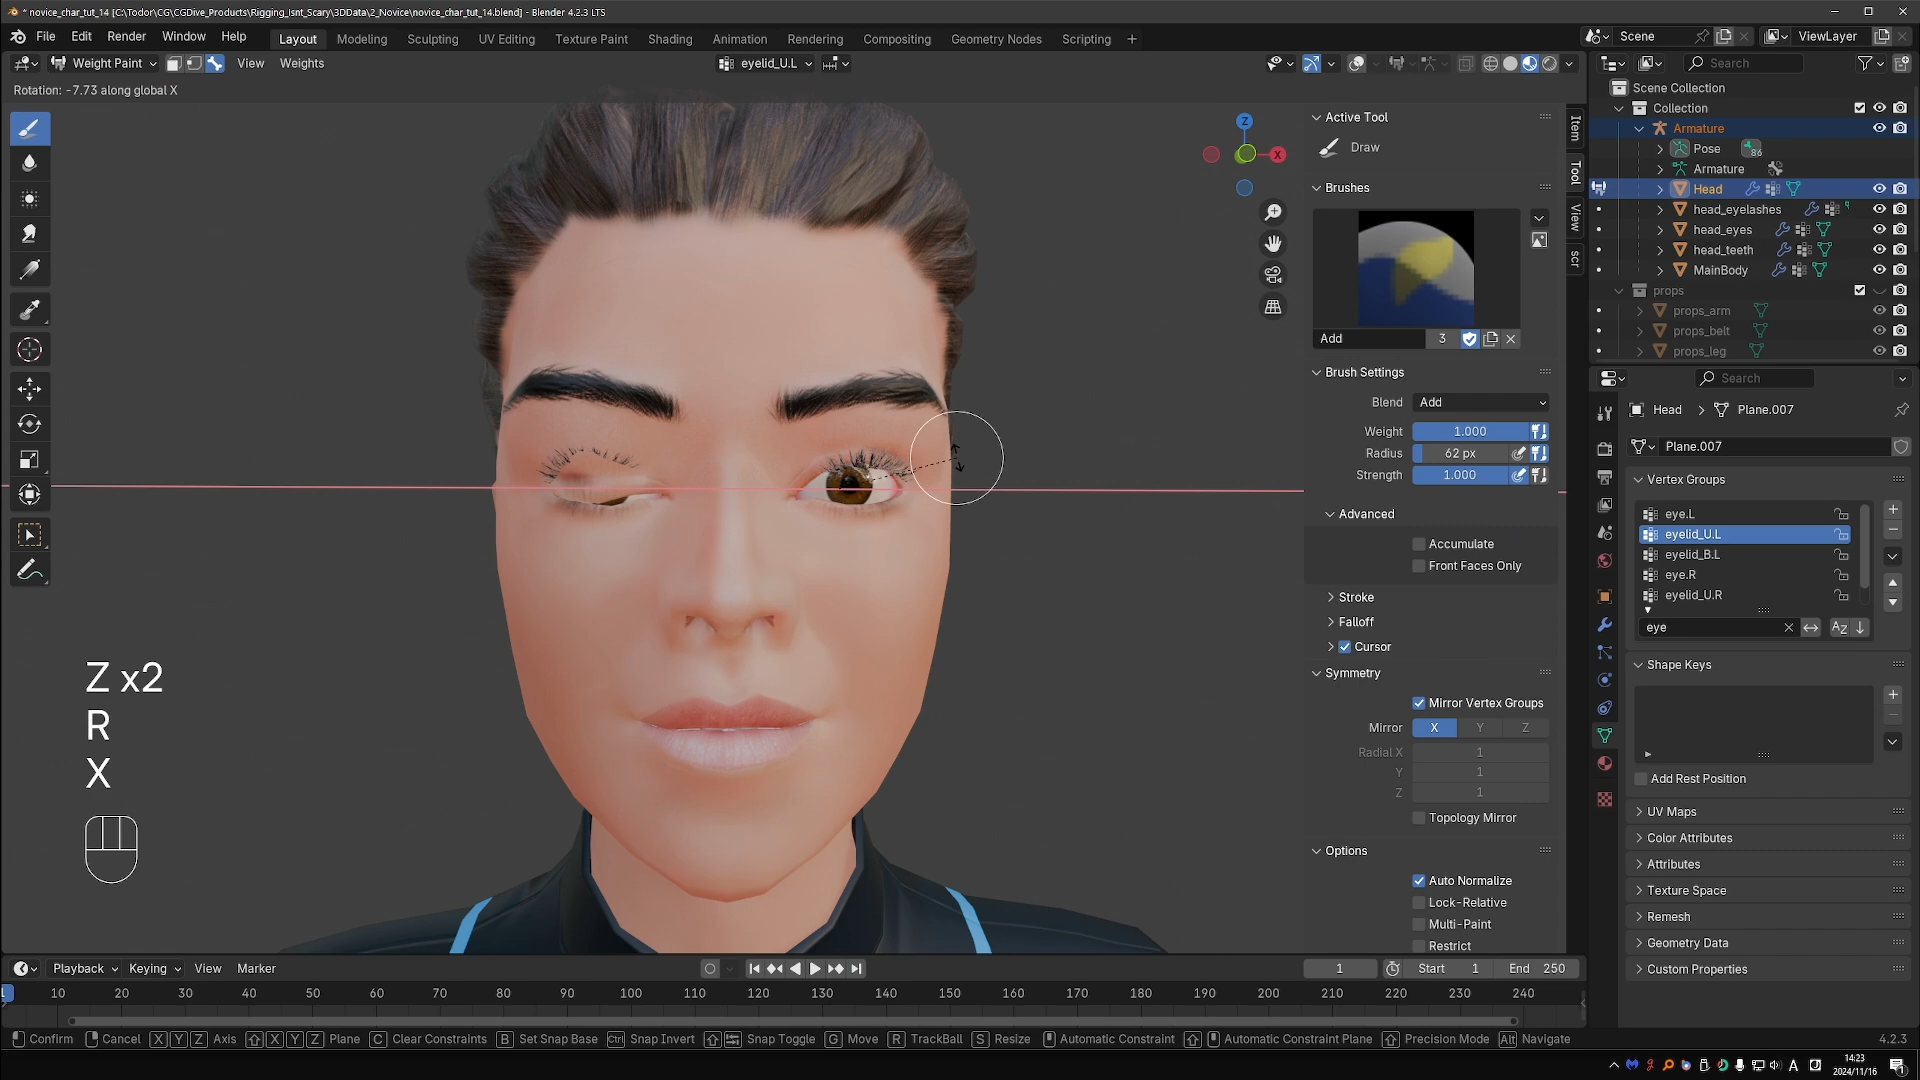 * novice_char_tut_14 [C:\Todor\CG\CGDive_Products\Rigging_Isnt_Scary\3DData\2_Novice\novice_char_tut_14.blend] - Blender 4.2.3 LTS
File Edit Render Window Help Layout Modeling Sculpting UV Editing Texture Paint Shading Animation Rendering Compositing Geometry Nodes Scripting + Scene ViewLayer
Weight Paint View Weights eyelid_U.L Search
Rotation: -7.73 along global X
Z
X
Z x2
R
X
Active Tool
Draw
Brushes
Add 3
Brush Settings
Blend Add
Weight 1.000
Radius 62 px
Strength 1.000
Advanced
Accumulate
Front Faces Only
Stroke
Falloff
Cursor
Symmetry
Mirror Vertex Groups
Mirror X Y Z
Radial X 1
Y 1
Z 1
Topology Mirror
Options
Auto Normalize
Lock-Relative
Multi-Paint
Restrict
Item
Tool
View
scr
Scene Collection
Collection
Armature
Pose 86
Armature
Head
head_eyelashes
head_eyes
head_teeth
MainBody
props
props_arm
props_belt
props_leg
Search
Head Plane.007
Plane.007
Vertex Groups
eye.L
eyelid_U.L
eyelid_B.L
eye.R
eyelid_U.R
eye
Shape Keys
Add Rest Position
UV Maps
Color Attributes
Attributes
Texture Space
Remesh
Geometry Data
Custom Properties
Playback Keying View Marker 1 Start 1 End 250
1 10 20 30 40 50 60 70 80 90 100 110 120 130 140 150 160 170 180 190 200 210 220 230 240
Confirm Cancel X Y Z Axis X Y Z Plane C Clear Constraints B Set Snap Base Ctrl Snap Invert Snap Toggle G Move R TrackBall S Resize Automatic Constraint Automatic Constraint Plane Precision Mode Alt Navigate 4.2.3
A 14:23
2024/11/16